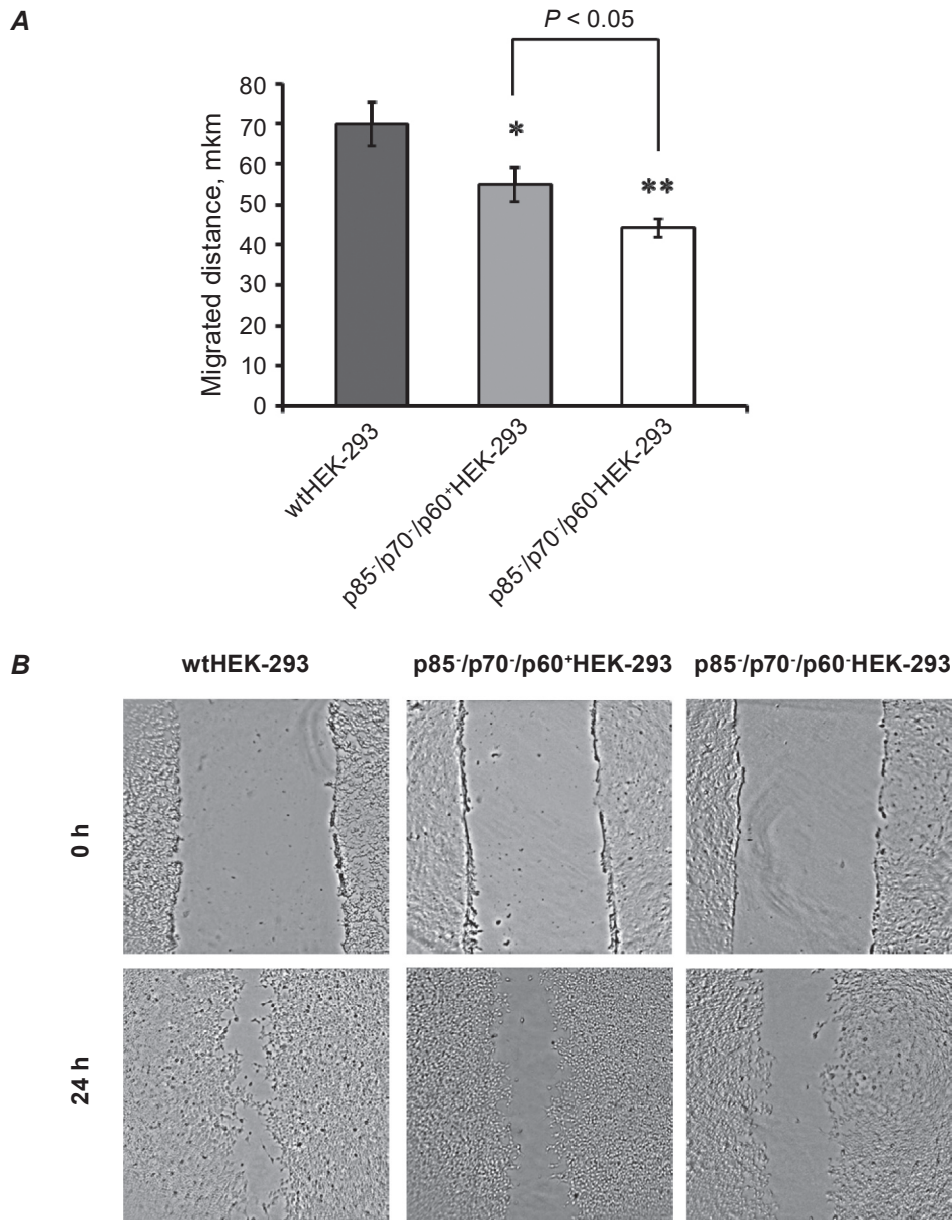 A
P < 0.05
Migrated distance, mkm
80
70
60
50
40
30
20
10
0
*
**
wtHEK-293
p85⁻/p70⁻/p60⁺HEK-293
p85⁻/p70⁻/p60⁻HEK-293
B
wtHEK-293
p85⁻/p70⁻/p60⁺HEK-293
p85⁻/p70⁻/p60⁻HEK-293
0 h
24 h